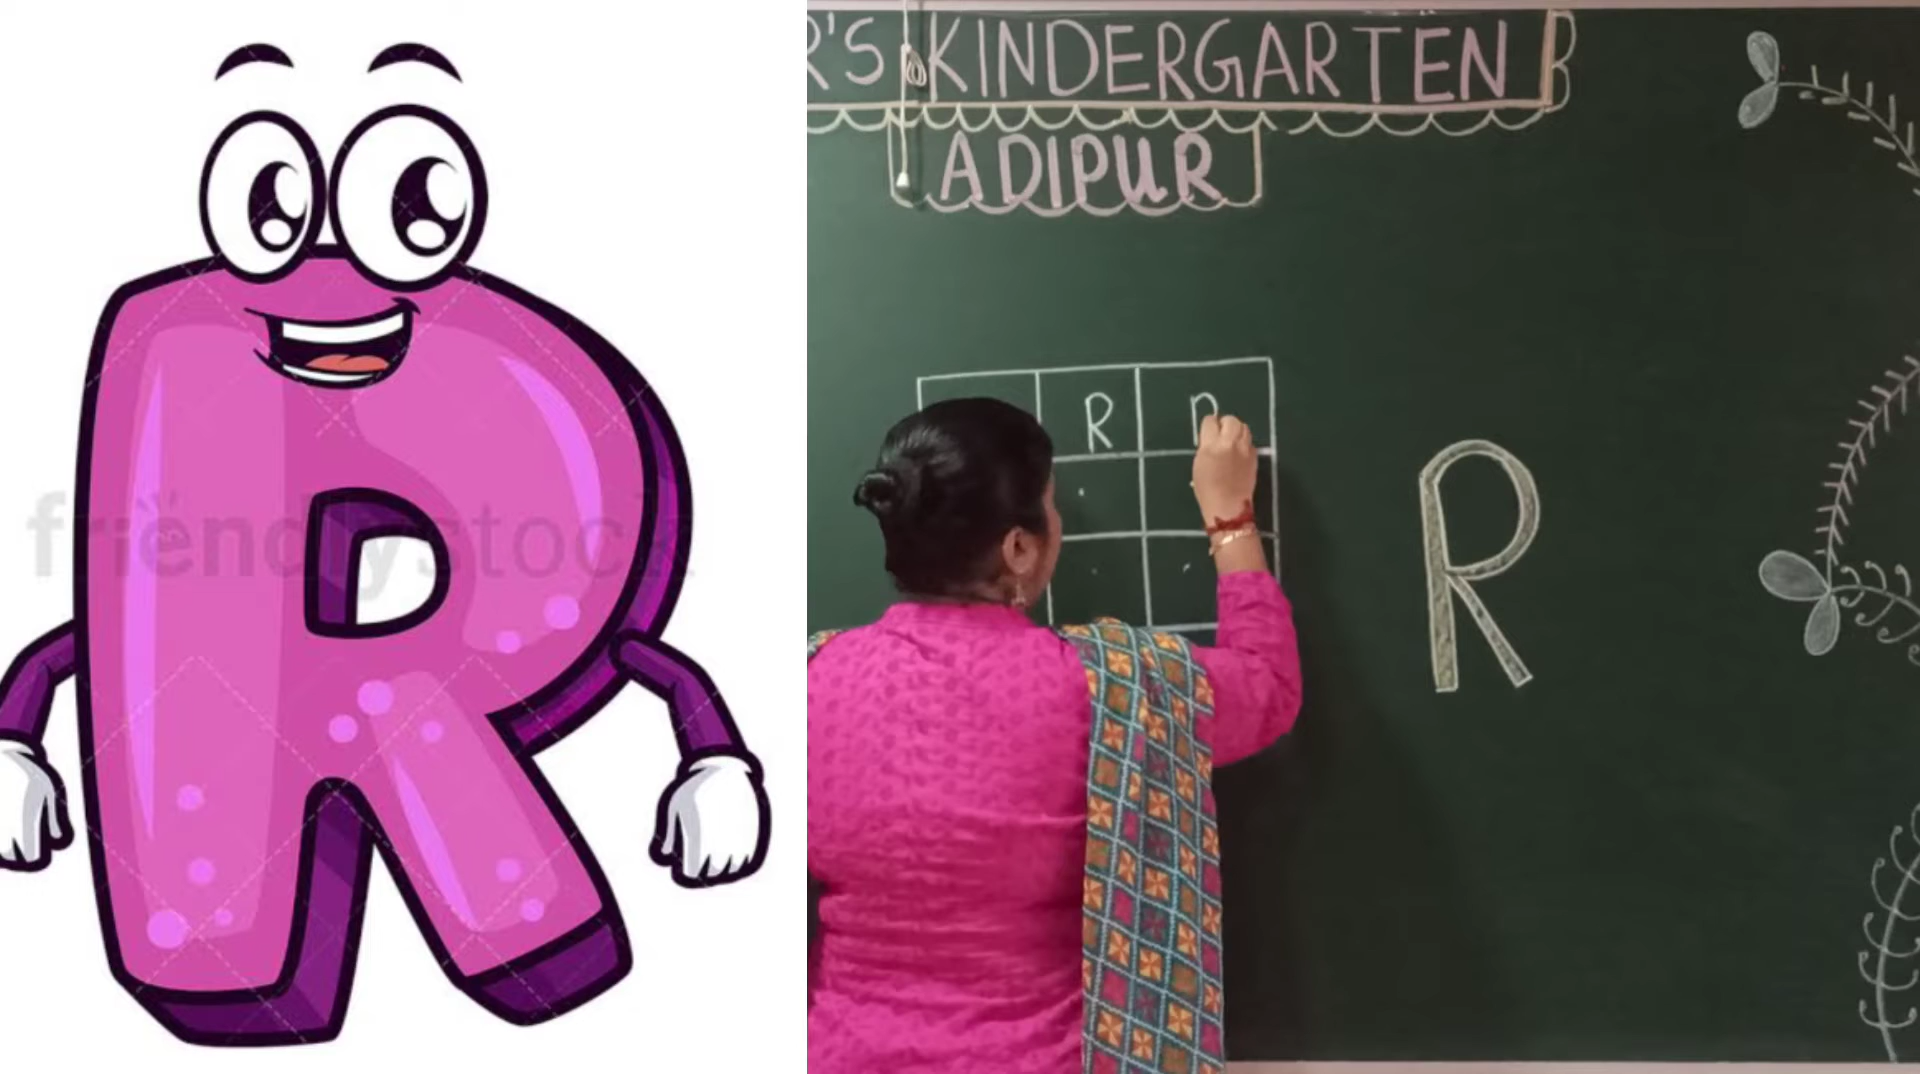 friendlystock
R'S KINDERGARTEN
ADIPUR
R
R